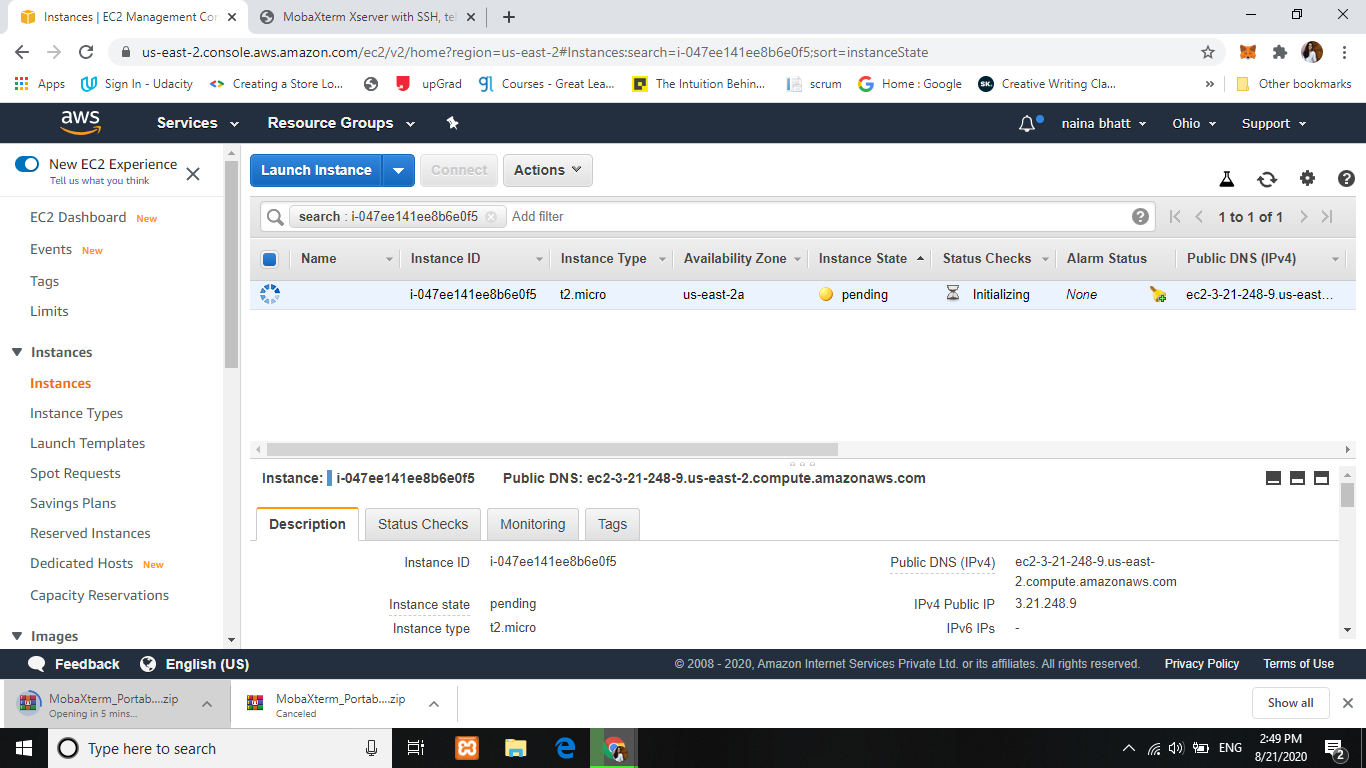 Instances | EC2 Management Con
MobaXterm Xserver with SSH, tel
us-east-2.console.aws.amazon.com/ec2/v2/home?region=us-east-2#Instances:search=i-047ee141ee8b6e0f5;sort=instanceState
Apps
Sign In - Udacity
Creating a Store Lo...
upGrad
Courses - Great Lea...
The Intuition Behin...
scrum
Home : Google
Creative Writing Cla...
»
Other bookmarks
aws
Services
Resource Groups
naina bhatt
Ohio
Support
New EC2 Experience
Tell us what you think
EC2 Dashboard New
Events New
Tags
Limits
Instances
Instances
Instance Types
Launch Templates
Spot Requests
Savings Plans
Reserved Instances
Dedicated Hosts New
Capacity Reservations
Images
Launch Instance
Connect
Actions
search : i-047ee141ee8b6e0f5
Add filter
1 to 1 of 1
Name Instance ID Instance Type Availability Zone Instance State Status Checks Alarm Status Public DNS (IPv4)
i-047ee141ee8b6e0f5 t2.micro us-east-2a pending Initializing None ec2-3-21-248-9.us-east...
Instance: i-047ee141ee8b6e0f5 Public DNS: ec2-3-21-248-9.us-east-2.compute.amazonaws.com
Description
Status Checks
Monitoring
Tags
Instance ID i-047ee141ee8b6e0f5
Instance state pending
Instance type t2.micro
Public DNS (IPv4) ec2-3-21-248-9.us-east-
2.compute.amazonaws.com
IPv4 Public IP 3.21.248.9
IPv6 IPs -
Feedback
English (US)
© 2008 - 2020, Amazon Internet Services Private Ltd. or its affiliates. All rights reserved.
Privacy Policy
Terms of Use
MobaXterm_Portab....zip
Opening in 5 mins...
MobaXterm_Portab....zip
Canceled
Show all
Type here to search
ENG
2:49 PM
8/21/2020
2